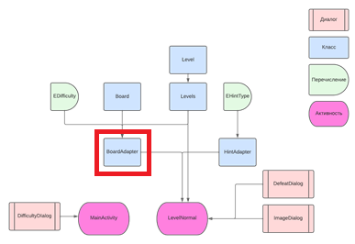 Диалог
Класс
Перечисление
Активность
Level
EDifficulty
Board
Levels
EHintType
BoardAdapter
HintAdapter
DefeatDialog
DifficultyDialog
MainActivity
LevelNormal
ImageDialog